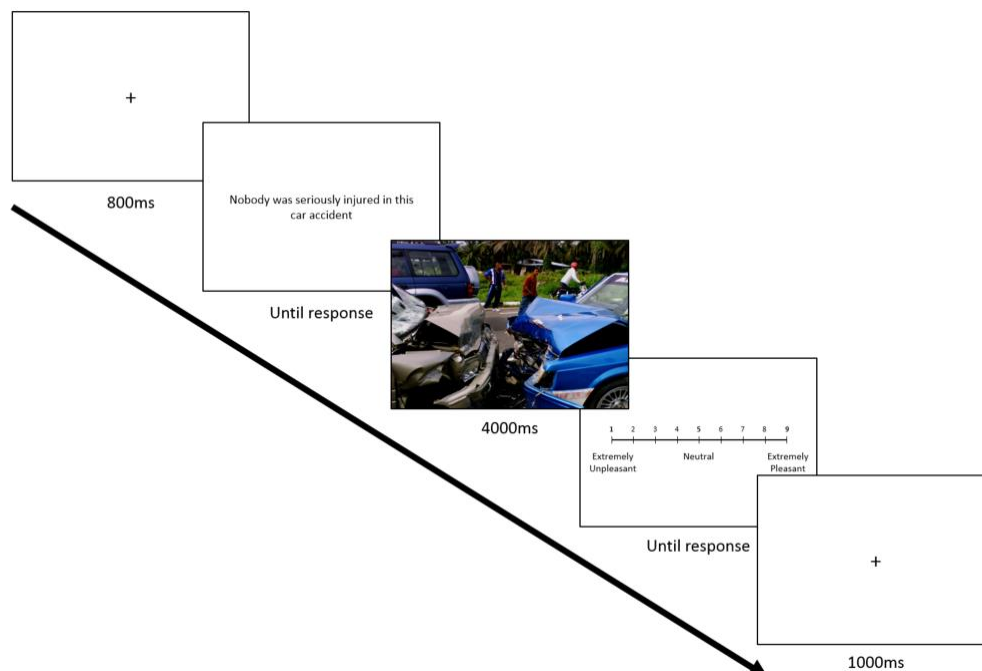 +
800ms
Nobody was seriously injured in this
car accident
Until response
4000ms
1 2 3 4 5 6 7 8 9
Extremely Neutral Extremely
Unpleasant Pleasant
Until response
+
1000ms